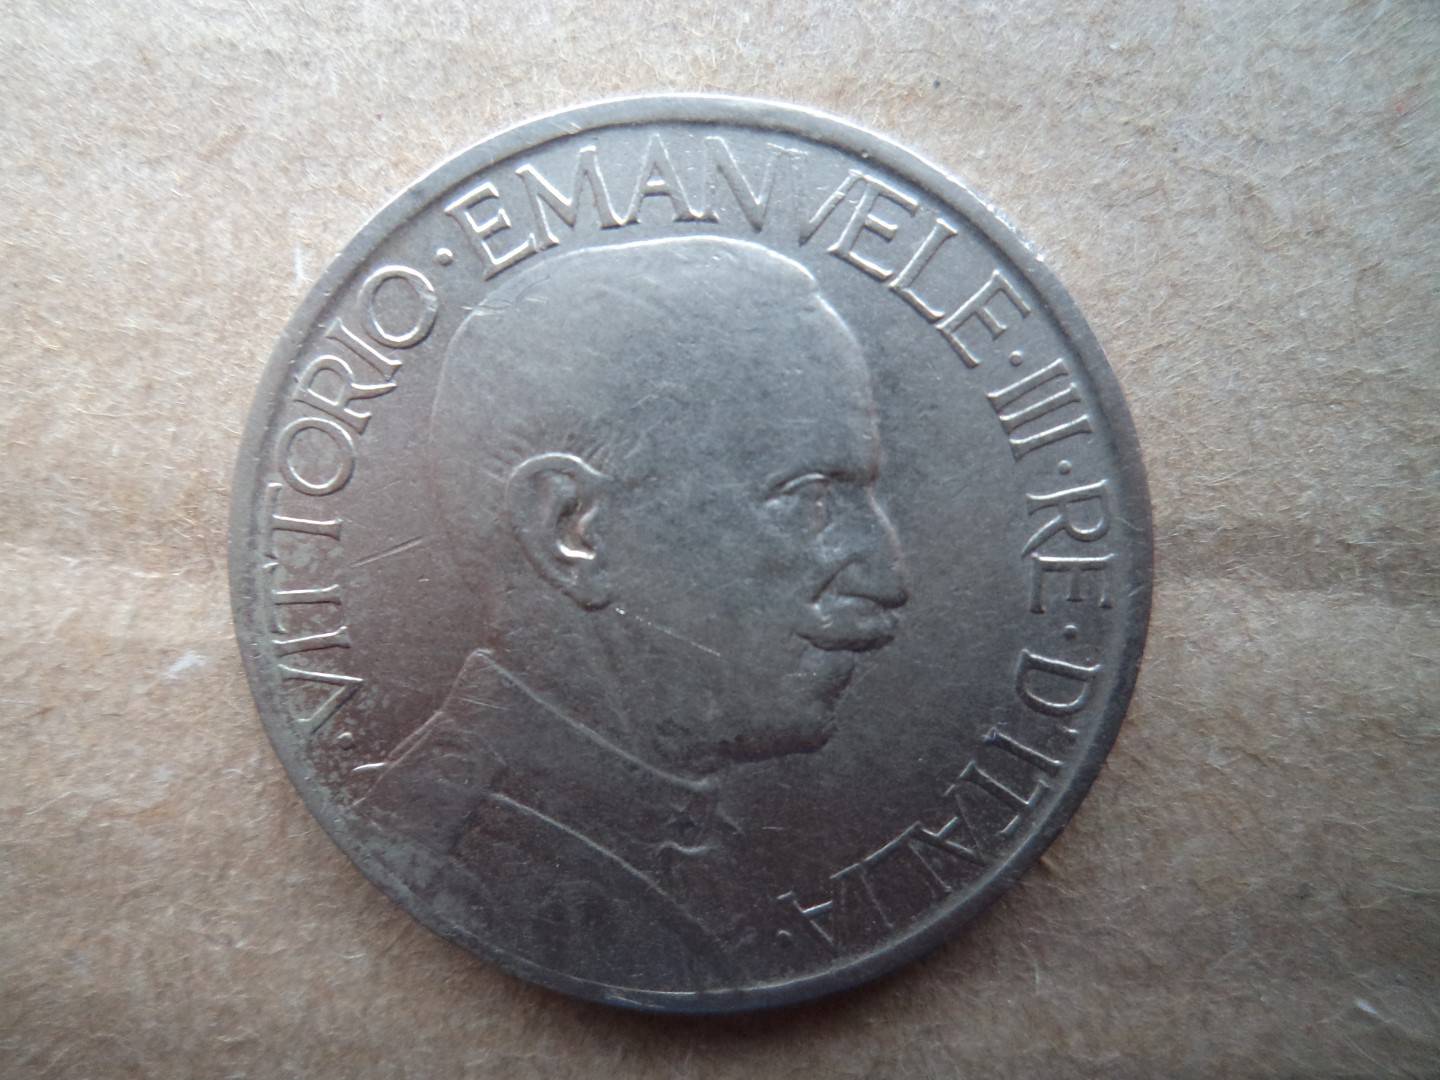 · VITTORIO · EMANVELE · III · RE · D'ITALIA ·